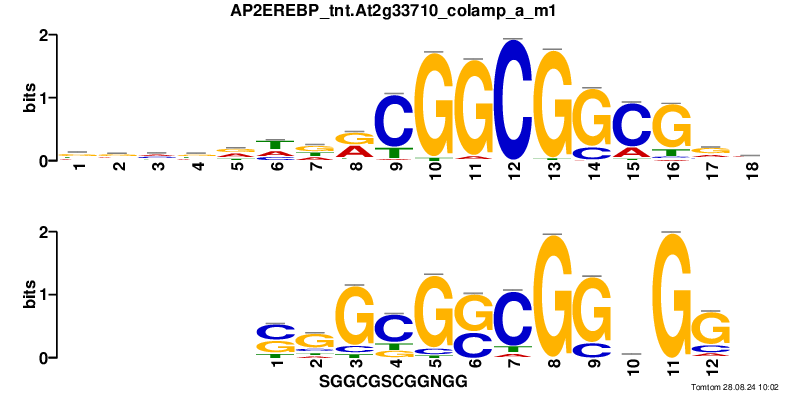 AP2EREBP_tnt.At2g33710_colamp_a_m1
2
1
0
bits
1 2 3 4 5 6 7 8 9 10 11 12 13 14 15 16 17 18
CGGCGGCG
2
1
0
bits
1 2 3 4 5 6 7 8 9 10 11 12
SGGCGSCGGNGG
Tomtom 28.08.24 10:02